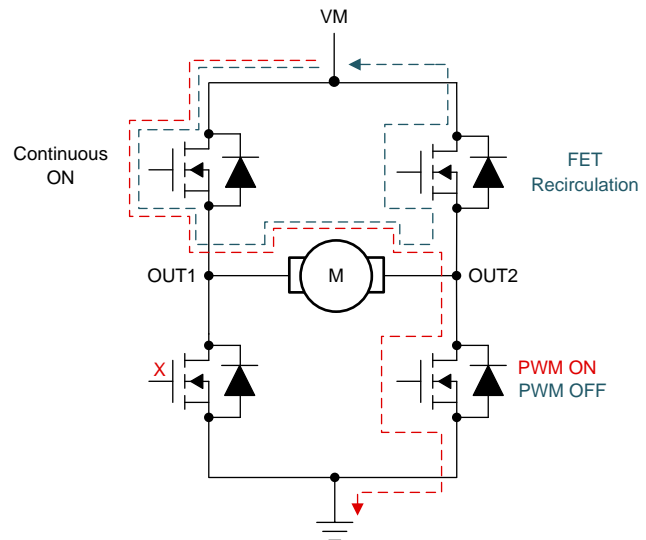 VM
Continuous
ON
FET
Recirculation
OUT1
M
OUT2
X
PWM ON
PWM OFF